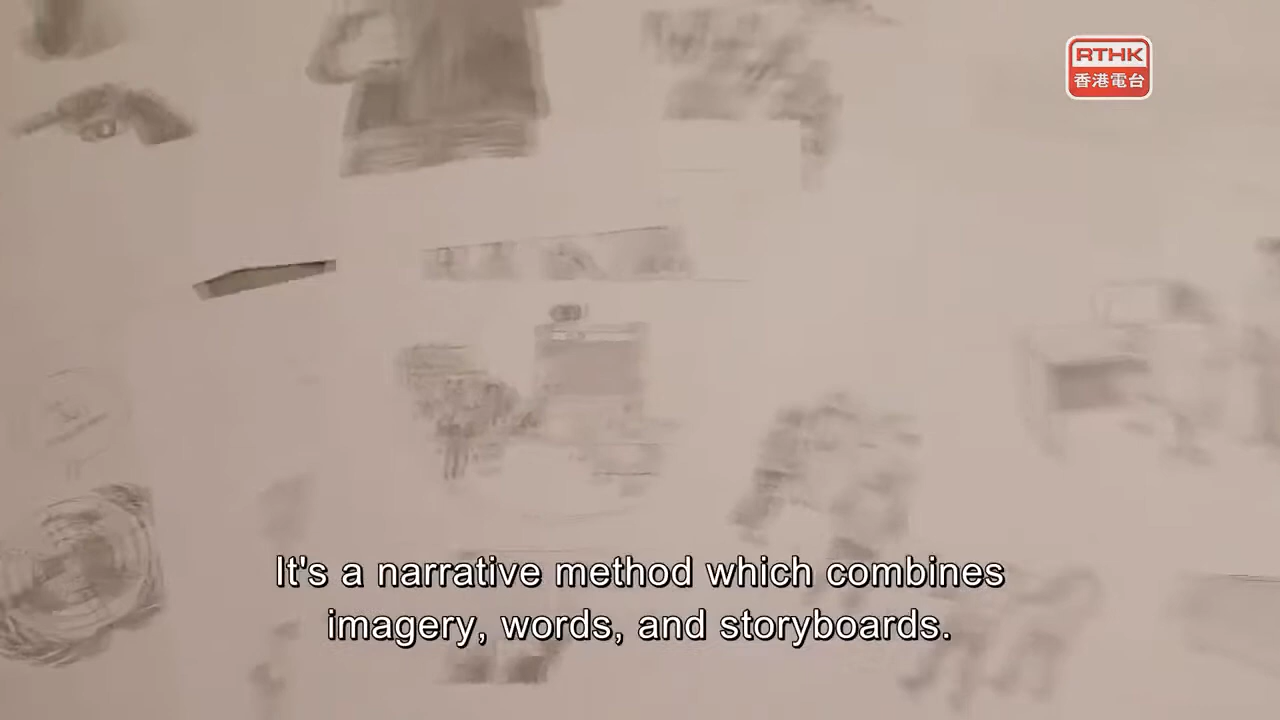 RTHK
香港電台
It's a narrative method which combines
imagery, words, and storyboards.